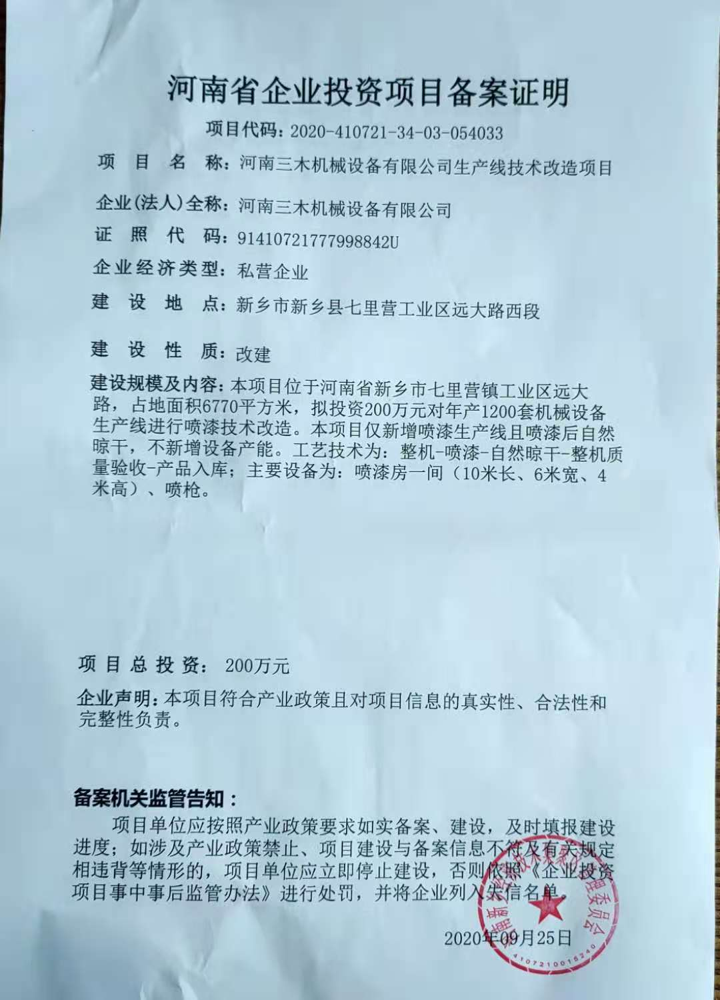 河南省企业投资项目备案证明
项目代码：2020-410721-34-03-054033
项目名称：河南三木机械设备有限公司生产线技术改造项目
企业(法人)全称：河南三木机械设备有限公司
证照代码：91410721777998842U
企业经济类型：私营企业
建设地点：新乡市新乡县七里营工业区远大路西段
建设性质：改建
建设规模及内容：本项目位于河南省新乡市七里营镇工业区远大
路，占地面积6770平方米，拟投资200万元对年产1200套机械设备
生产线进行喷漆技术改造。本项目仅新增喷漆生产线且喷漆后自然
晾干，不新增设备产能。工艺技术为：整机-喷漆-自然晾干-整机质
量验收-产品入库；主要设备为：喷漆房一间（10米长、6米宽、4
米高）、喷枪。
项目总投资：200万元
企业声明：本项目符合产业政策且对项目信息的真实性、合法性和
完整性负责。
备案机关监管告知：
项目单位应按照产业政策要求如实备案、建设，及时填报建设
进度；如涉及产业政策禁止、项目建设与备案信息不符及有关规定
相违背等情形的，项目单位应立即停止建设，否则依照《企业投资
项目事中事后监管办法》进行处罚，并将企业列入失信名单。
2020年09月25日
河南新乡经济技术集聚区管理委员会
4107210015240